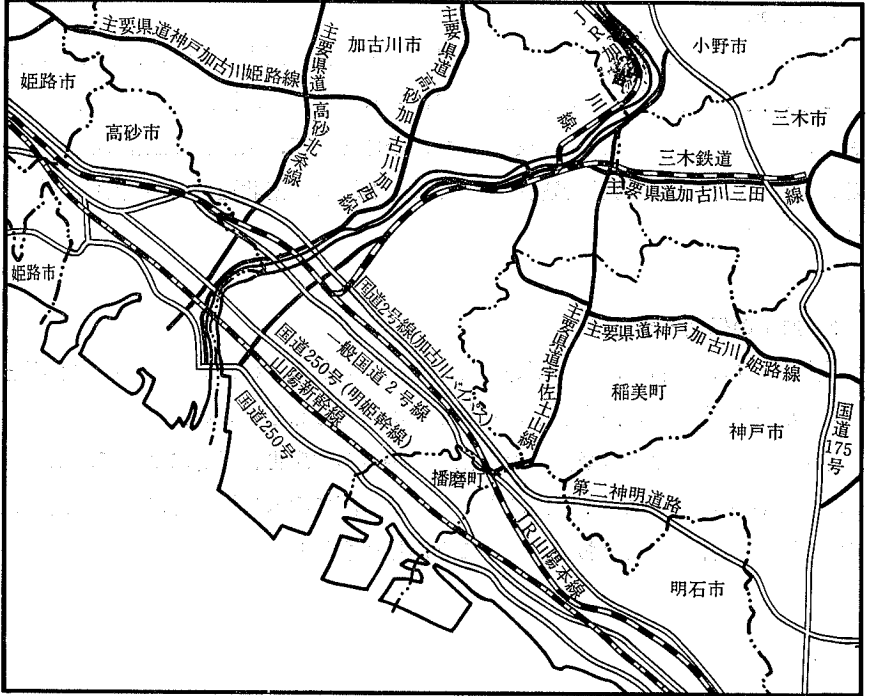 主要県道神戸加古川姫路線
主要県道高砂北条線
加古川市
主要県道高砂加古川加西線
JR加古川線
小野市
姫路市
高砂市
三木市
三木鉄道
主要県道加古川三田線
姫路市
国道2号線(加古川バイパス)
一般国道2号線
国道250号(明姫幹線)
山陽新幹線
国道250号
主要県道宇佐土山線
主要県道神戸加古川姫路線
稲美町
神戸市
国道175号
播磨町
第二神明道路
JR山陽本線
明石市